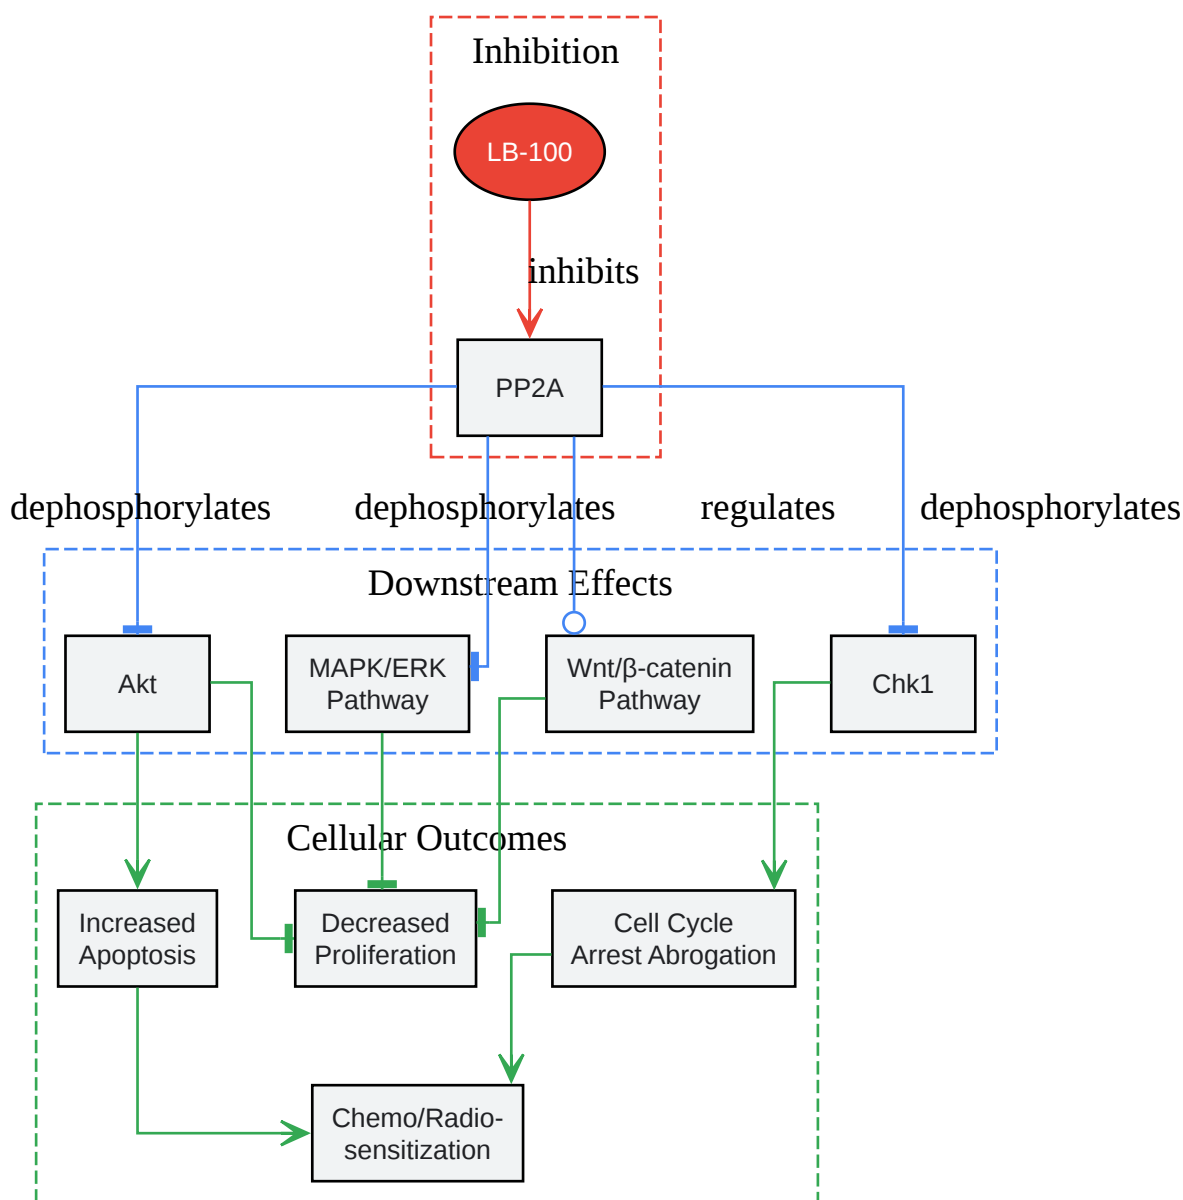 Inhibition
LB-100
inhibits
PP2A
dephosphorylates
dephosphorylates
regulates
dephosphorylates
Downstream Effects
Akt
MAPK/ERK
Pathway
Wnt/β-catenin
Pathway
Chk1
Cellular Outcomes
Increased
Apoptosis
Decreased
Proliferation
Cell Cycle
Arrest Abrogation
Chemo/Radio-
sensitization